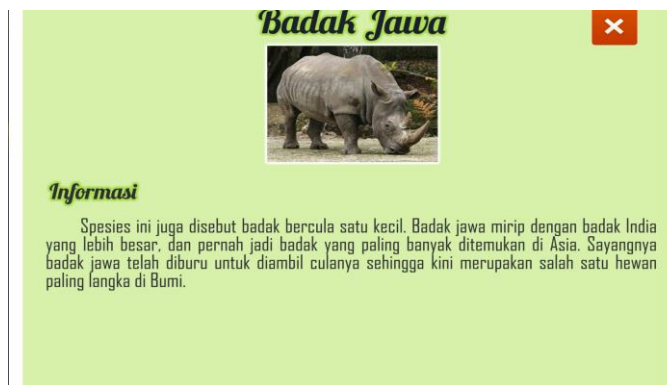 Badak Jawa
Informasi
Spesies ini juga disebut badak bercula satu kecil. Badak jawa mirip dengan badak India
yang lebih besar, dan pernah jadi badak yang paling banyak ditemukan di Asia. Sayangnya
badak jawa telah diburu untuk diambil culanya sehingga kini merupakan salah satu hewan
paling langka di Bumi.